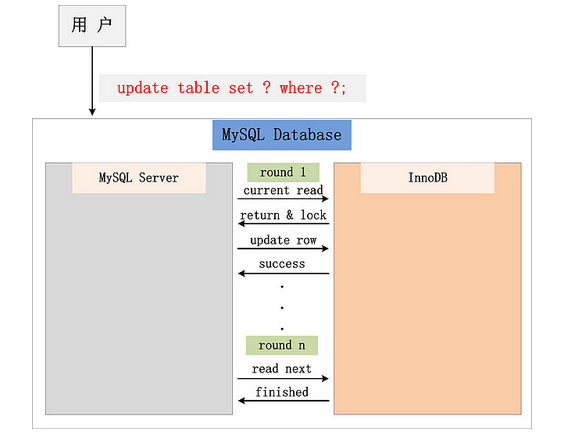 用 户
update table set ? where ?;
MySQL Database
MySQL Server
round 1
InnoDB
current read
return & lock
update row
success
.
.
.
round n
read next
finished